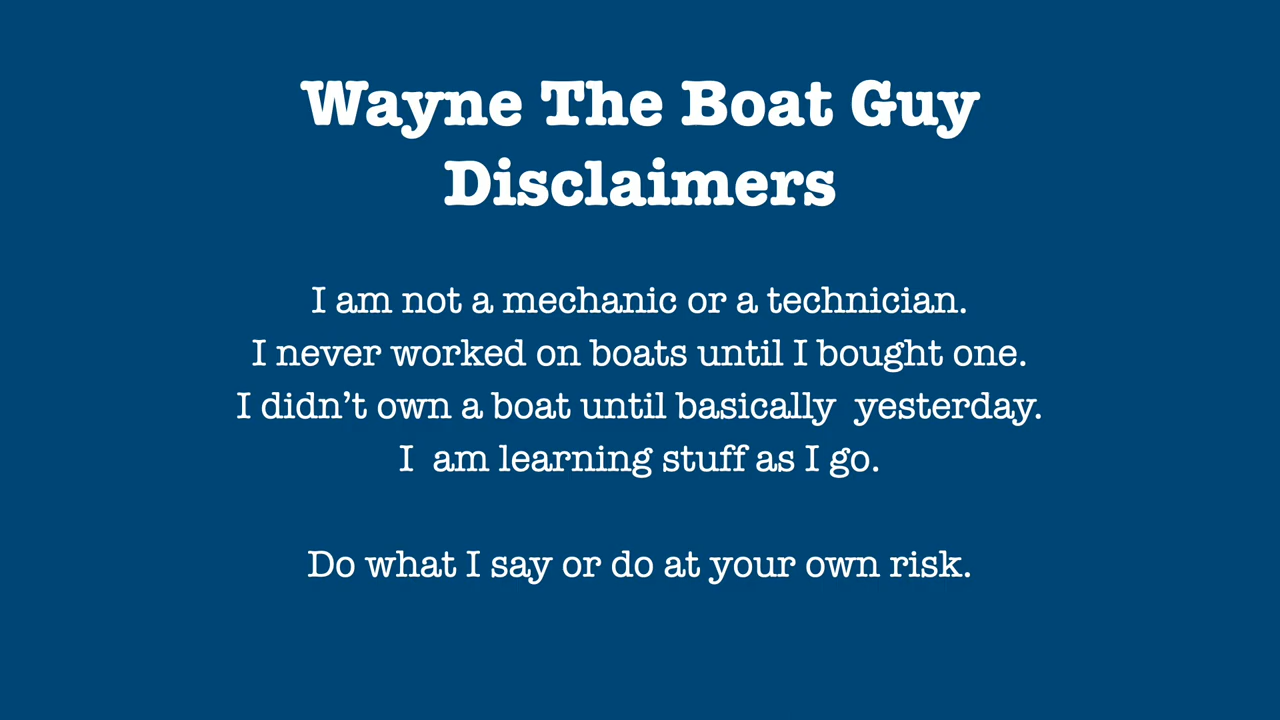 Wayne The Boat Guy
Disclaimers
I am not a mechanic or a technician.
I never worked on boats until I bought one.
I didn’t own a boat until basically  yesterday.
I  am learning stuff as I go.
Do what I say or do at your own risk.